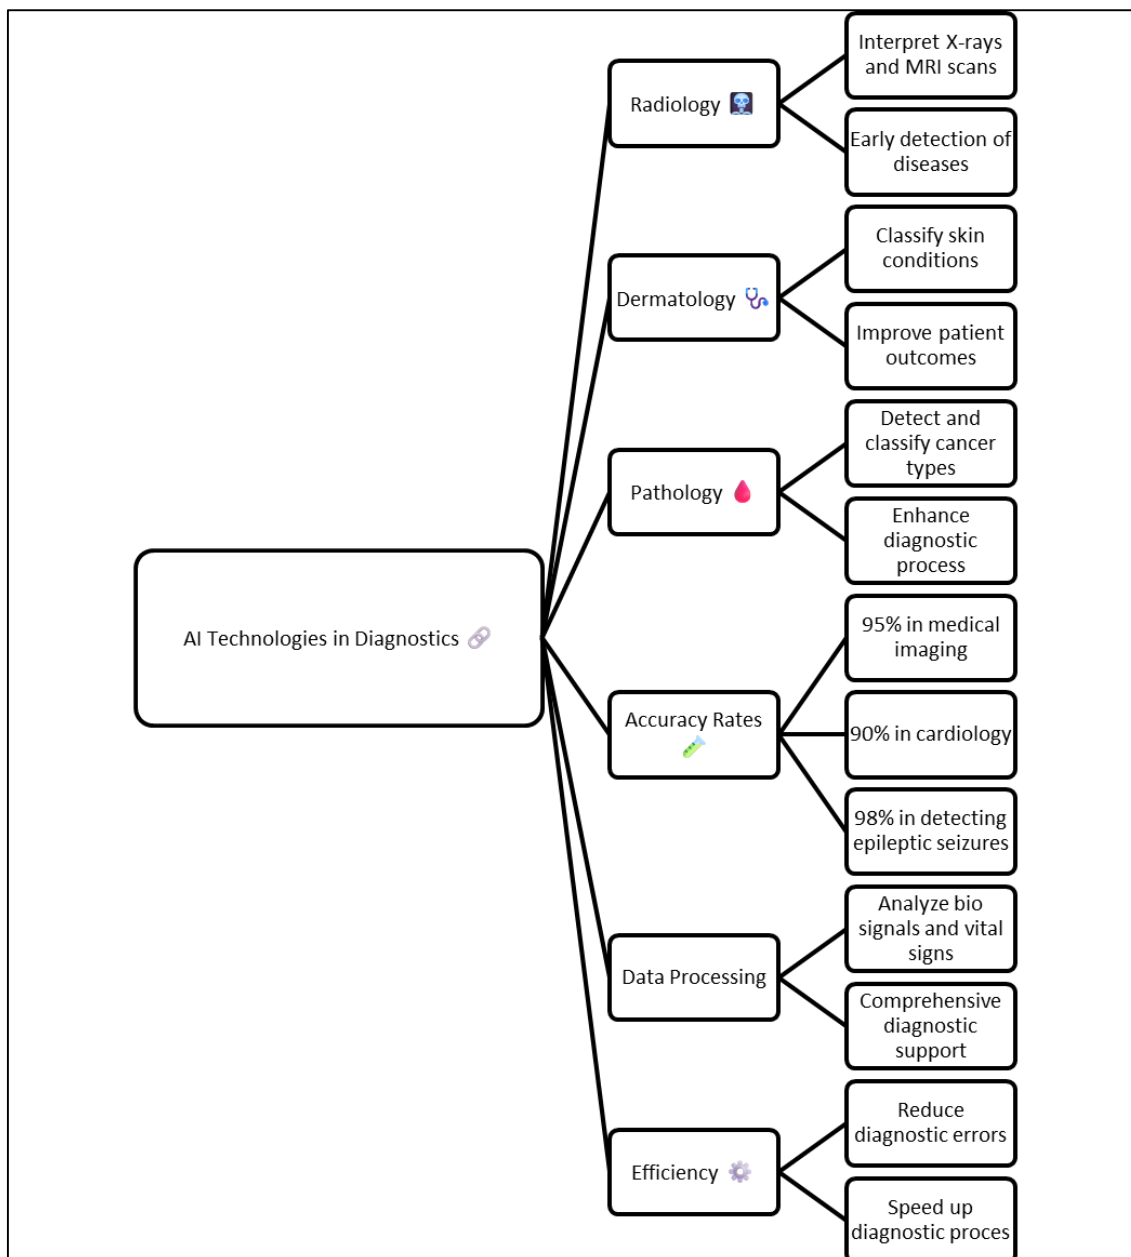 Interpret X-rays
and MRI scans
Radiology
Early detection of
diseases
Classify skin
conditions
Dermatology
Improve patient
outcomes
Detect and
classify cancer
types
Pathology
Enhance
diagnostic
process
AI Technologies in Diagnostics
95% in medical
imaging
Accuracy Rates
90% in cardiology
98% in detecting
epileptic seizures
Analyze bio
signals and vital
signs
Data Processing
Comprehensive
diagnostic
support
Reduce
diagnostic errors
Efficiency
Speed up
diagnostic proces